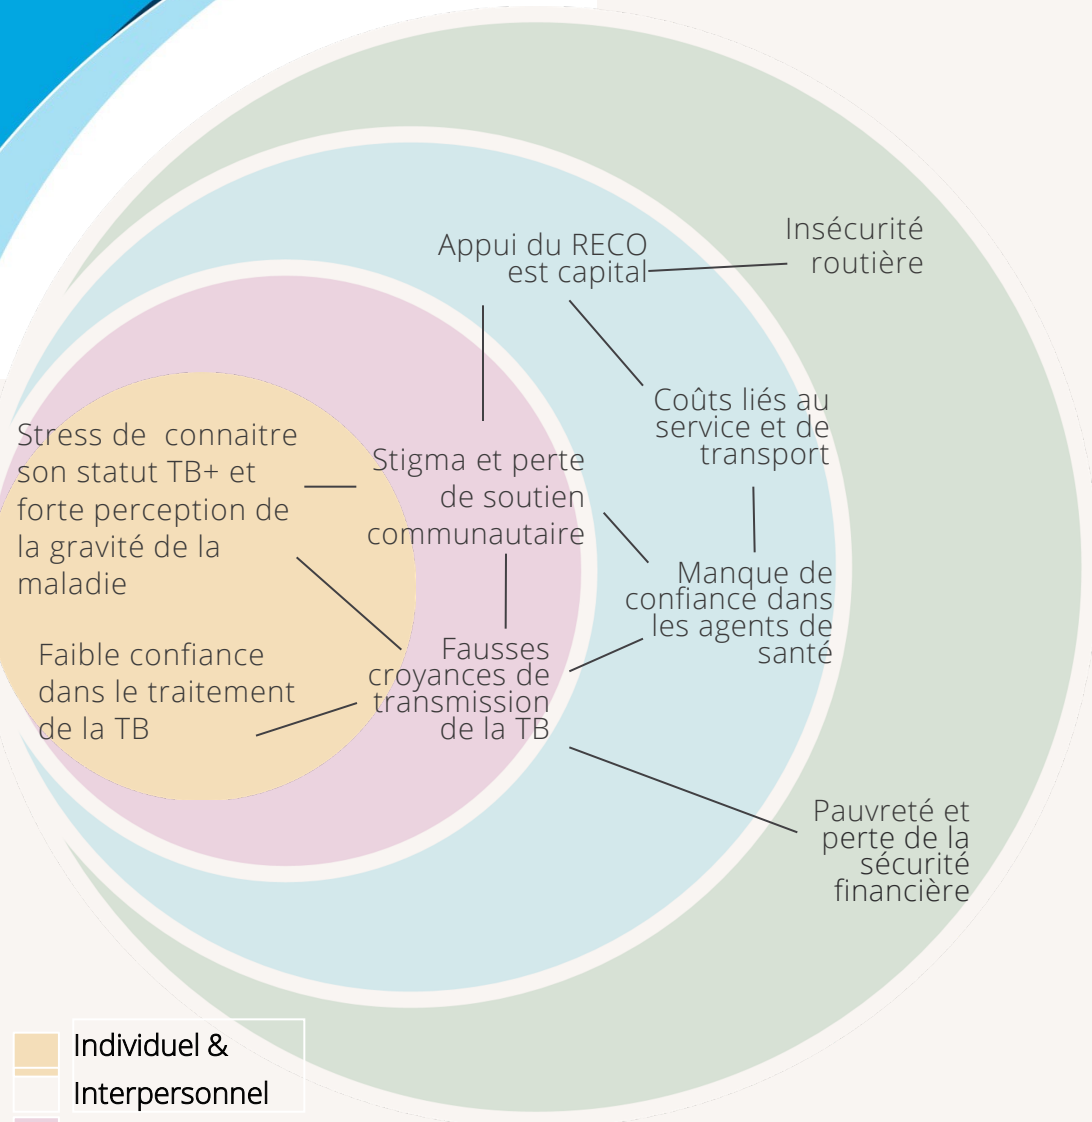 Appui du RECO
est capital
Insécurité
routière
Coûts liés au
service et de
transport
Stress de connaitre
son statut TB+ et
forte perception de
la gravité de la
maladie
Stigma et perte
de soutien
communautaire
Manque de
confiance dans
les agents de
santé
Faible confiance
dans le traitement
de la TB
Fausses
croyances de
transmission
de la TB
Pauvreté et
perte de la
sécurité
financière
Individuel &
Interpersonnel